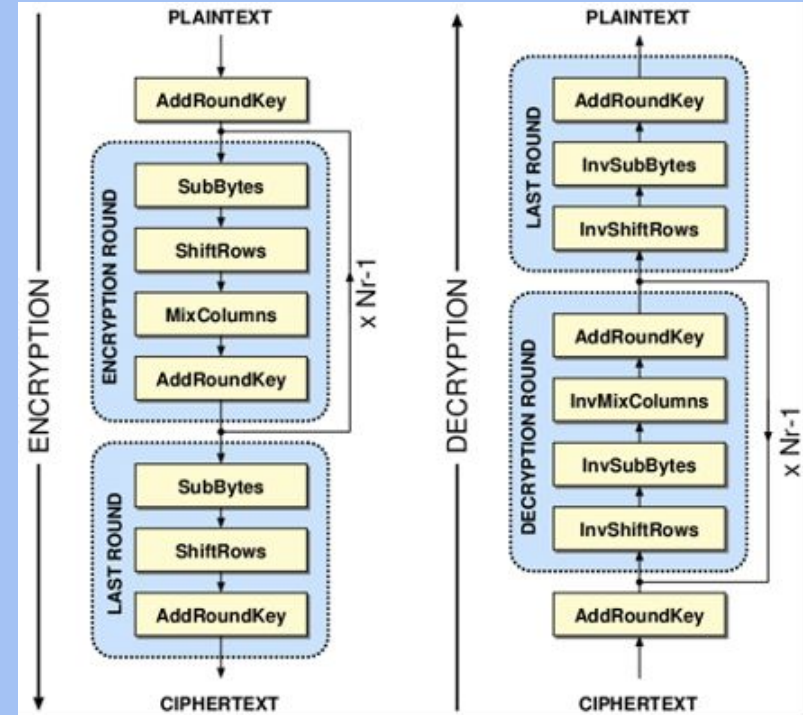 PLAINTEXT
AddRoundKey
ENCRYPTION ROUND
SubBytes
ShiftRows
MixColumns
AddRoundKey
x Nr-1
ENCRYPTION
LAST ROUND
SubBytes
ShiftRows
AddRoundKey
CIPHERTEXT
PLAINTEXT
LAST ROUND
AddRoundKey
InvSubBytes
InvShiftRows
DECRYPTION
DECRYPTION ROUND
AddRoundKey
InvMixColumns
InvSubBytes
InvShiftRows
x Nr-1
AddRoundKey
CIPHERTEXT